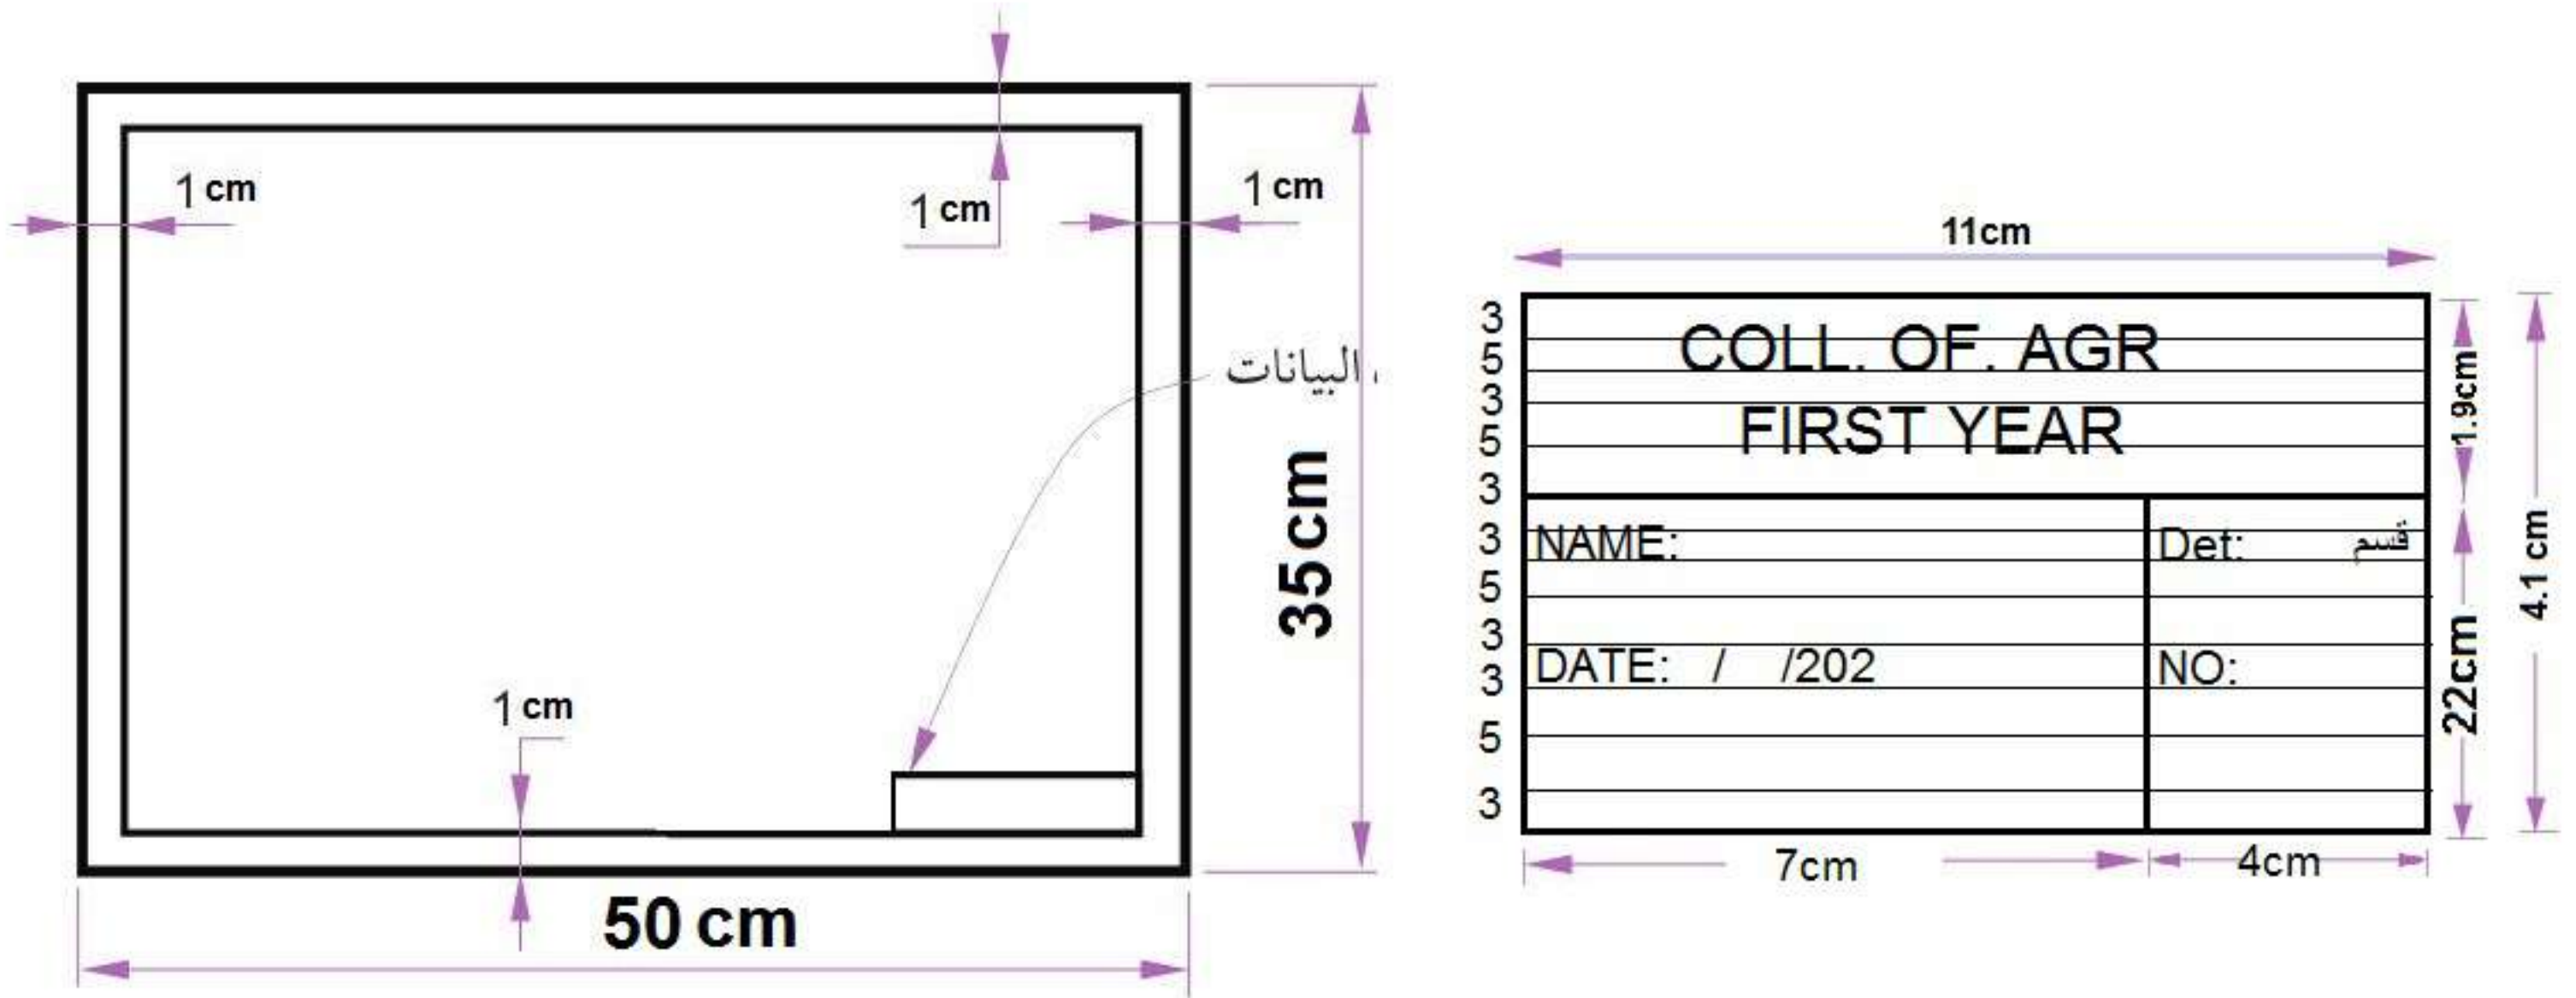 1 cm
1 cm
1 cm
البيانات
35 cm
1 cm
50 cm
11cm
3
5
3
5
3
3
5
3
3
5
3
COLL. OF. AGR
FIRST YEAR
NAME:
Det: قسم
DATE: / /202
NO:
1.9cm
22cm
4.1 cm
7cm
4cm